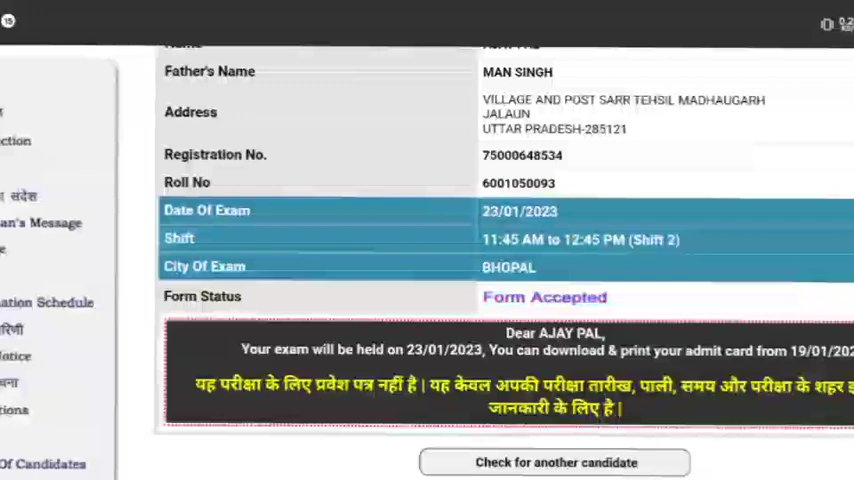 15
Father's Name MAN SINGH
Address
VILLAGE AND POST SARR TEHSIL MADHAUGARH
JALAUN
UTTAR PRADESH-285121
Registration No. 75000648534
Roll No 6001050093
Date Of Exam 23/01/2023
Shift 11:45 AM to 12:45 PM (Shift 2)
City Of Exam BHOPAL
Form Status Form Accepted
Dear AJAY PAL,
Your exam will be held on 23/01/2023, You can download & print your admit card from 19/01/202
यह परीक्षा के लिए प्रवेश पत्र नहीं है | यह केवल आपकी परीक्षा तारीख, पाली, समय और परीक्षा के शहर
जानकारी के लिए है |
Check for another candidate
ction
संदेश
an's Message
ation Schedule
otice
tions
Of Candidates